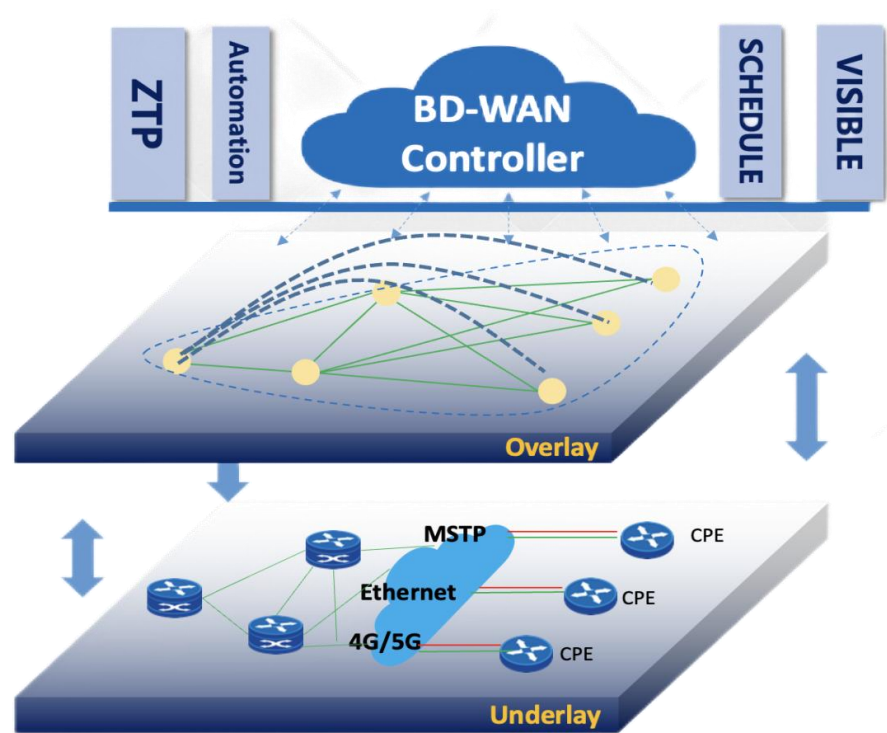 ZTP
Automation
BD-WAN
Controller
SCHEDULE
VISIBLE
Overlay
MSTP
CPE
Ethernet
CPE
4G/5G
CPE
Underlay